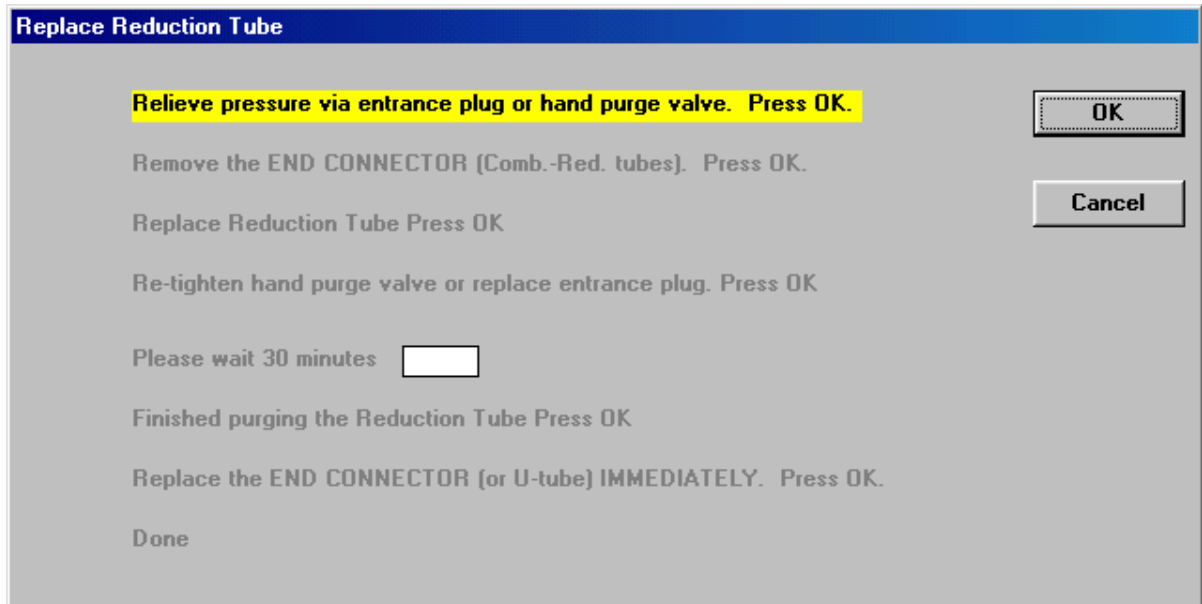 Replace Reduction Tube
Relieve pressure via entrance plug or hand purge valve. Press OK.
OK
Remove the END CONNECTOR (Comb.-Red. tubes). Press OK.
Cancel
Replace Reduction Tube Press OK
Re-tighten hand purge valve or replace entrance plug. Press OK
Please wait 30 minutes
Finished purging the Reduction Tube Press OK
Replace the END CONNECTOR (or U-tube) IMMEDIATELY. Press OK.
Done